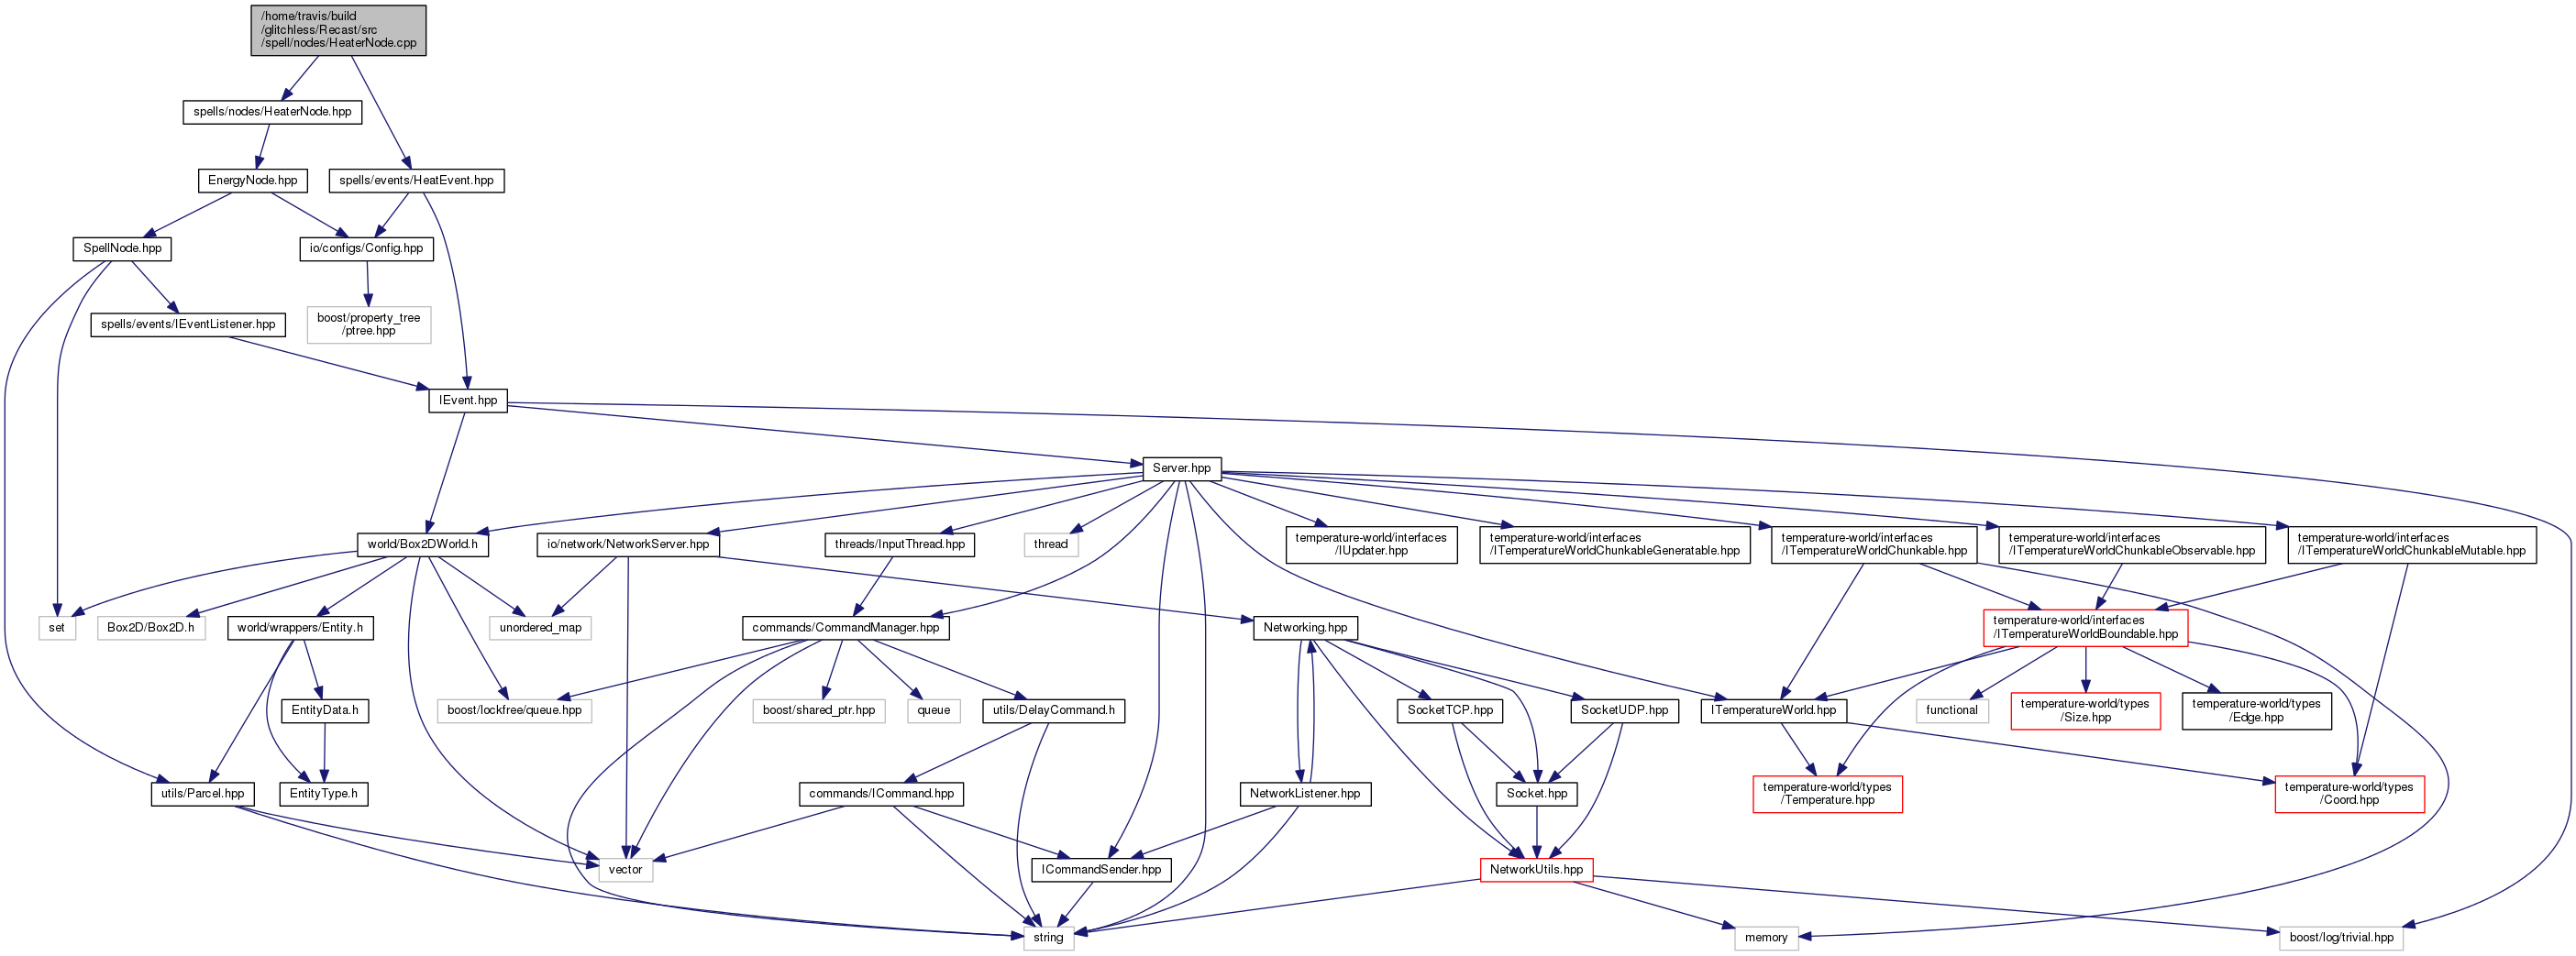 /home/travis/build
/glitchless/Recast/src
/spell/nodes/HeaterNode.cpp
spells/nodes/HeaterNode.hpp
EnergyNode.hpp
spells/events/HeatEvent.hpp
SpellNode.hpp
io/configs/Config.hpp
spells/events/IEventListener.hpp
boost/property_tree
/ptree.hpp
IEvent.hpp
Server.hpp
world/Box2DWorld.h
io/network/NetworkServer.hpp
threads/InputThread.hpp
thread
temperature-world/interfaces
/IUpdater.hpp
temperature-world/interfaces
/ITemperatureWorldChunkableGeneratable.hpp
temperature-world/interfaces
/ITemperatureWorldChunkable.hpp
temperature-world/interfaces
/ITemperatureWorldChunkableObservable.hpp
temperature-world/interfaces
/ITemperatureWorldChunkableMutable.hpp
set
Box2D/Box2D.h
world/wrappers/Entity.h
unordered_map
commands/CommandManager.hpp
Networking.hpp
temperature-world/interfaces
/ITemperatureWorldBoundable.hpp
EntityData.h
boost/lockfree/queue.hpp
boost/shared_ptr.hpp
queue
utils/DelayCommand.h
SocketTCP.hpp
SocketUDP.hpp
ITemperatureWorld.hpp
functional
temperature-world/types
/Size.hpp
temperature-world/types
/Edge.hpp
utils/Parcel.hpp
EntityType.h
commands/ICommand.hpp
NetworkListener.hpp
Socket.hpp
temperature-world/types
/Temperature.hpp
temperature-world/types
/Coord.hpp
vector
ICommandSender.hpp
NetworkUtils.hpp
string
memory
boost/log/trivial.hpp